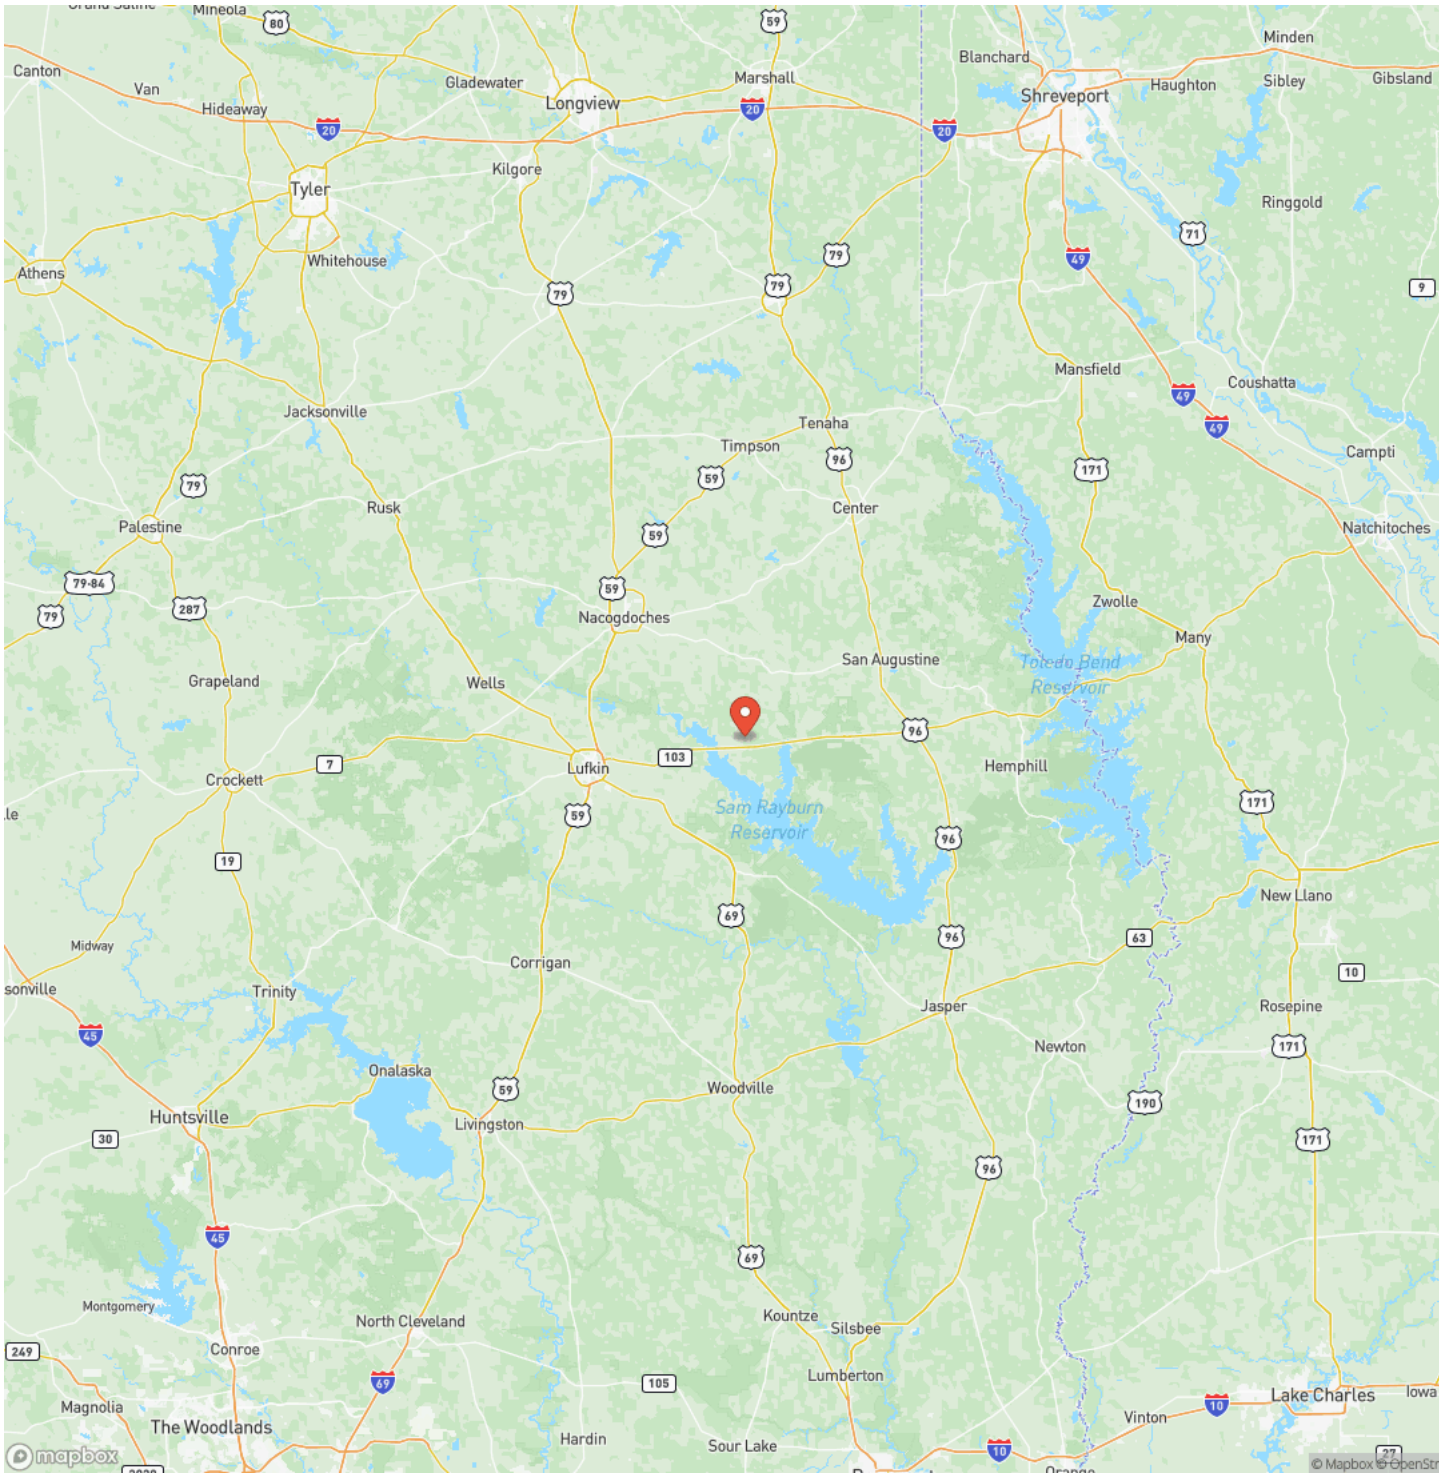 Mineola
80
59
Minden
Blanchard
Canton
Van
Gladewater
Marshall
Haughton
Sibley
Gibsland
Hideaway
Longview
20
Shreveport
20
20
Kilgore
Tyler
Ringgold
71
Whitehouse
79
49
Athens
79
79
9
Mansfield
Coushatta
49
Jacksonville
Tenaha
49
Timpson
96
Campti
171
59
79
Rusk
Center
Palestine
59
Natchitoches
79-84
59
287
79
Zwolle
Nacogdoches
Many
San Augustine
Toledo Bend
Reservoir
Grapeland
Wells
96
103
7
Lufkin
Hemphill
Crockett
171
Sam Rayburn
Reservoir
59
96
19
New Llano
69
96
63
Midway
Corrigan
10
Trinity
sonville
Jasper
Rosepine
45
Newton
171
Onalaska
59
Woodville
190
Huntsville
Livingston
30
171
96
45
69
Montgomery
Kountze
North Cleveland
Silsbee
249
Conroe
Lumberton
69
105
Lake Charles
Iowa
Magnolia
10
The Woodlands
Vinton
Hardin
Sour Lake
10
mapbox
27
© Mapbox © OpenStr